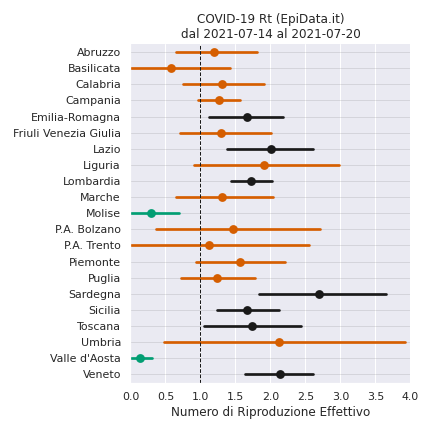 COVID-19 Rt (EpiData.it)
dal 2021-07-14 al 2021-07-20
Abruzzo
Basilicata
Calabria
Campania
Emilia-Romagna
Friuli Venezia Giulia
Lazio
Liguria
Lombardia
Marche
Molise
P.A. Bolzano
P.A. Trento
Piemonte
Puglia
Sardegna
Sicilia
Toscana
Umbria
Valle d'Aosta
Veneto
0.0 0.5 1.0 1.5 2.0 2.5 3.0 3.5 4.0
Numero di Riproduzione Effettivo